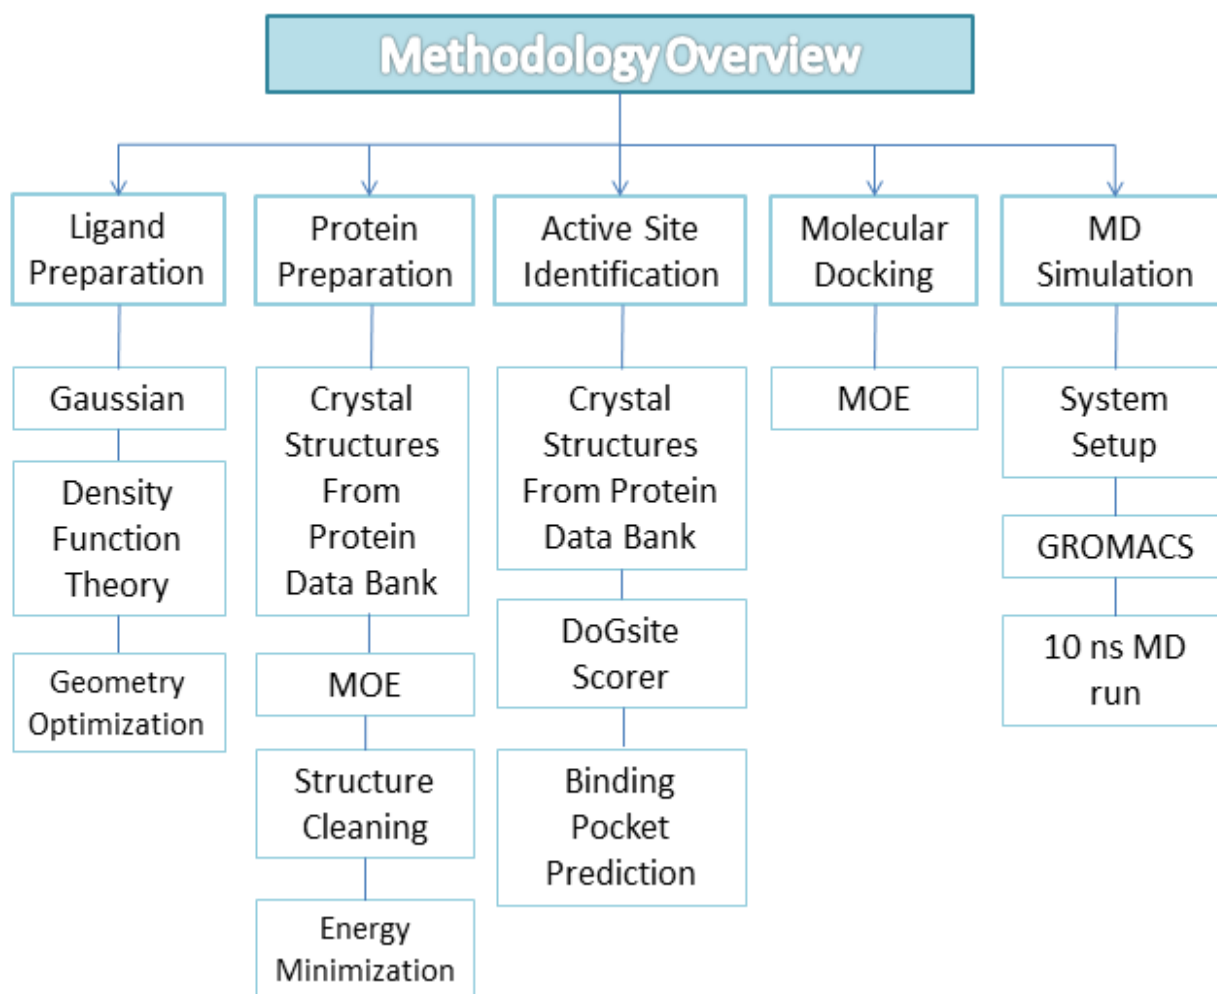 Methodology Overview
Ligand
Preparation
Gaussian
Density
Function
Theory
Geometry
Optimization
Protein
Preparation
Crystal
Structures
From
Protein
Data Bank
MOE
Structure
Cleaning
Energy
Minimization
Active Site
Identification
Crystal
Structures
From Protein
Data Bank
DoGsite
Scorer
Binding
Pocket
Prediction
Molecular
Docking
MOE
MD
Simulation
System
Setup
GROMACS
10 ns MD
run